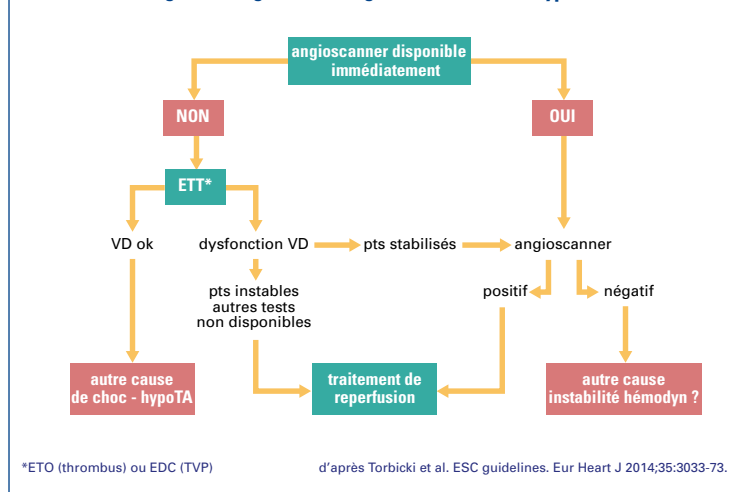 angioscanner disponible
immédiatement
NON
OUI
ETT*
VD ok
dysfonction VD
pts stabilisés
angioscanner
pts instables
autres tests
non disponibles
positif
négatif
autre cause
de choc - hypoTA
traitement de
reperfusion
autre cause
instabilité hémodyn ?
*ETO (thrombus) ou EDC (TVP)
d'après Torbicki et al. ESC guidelines. Eur Heart J 2014;35:3033-73.